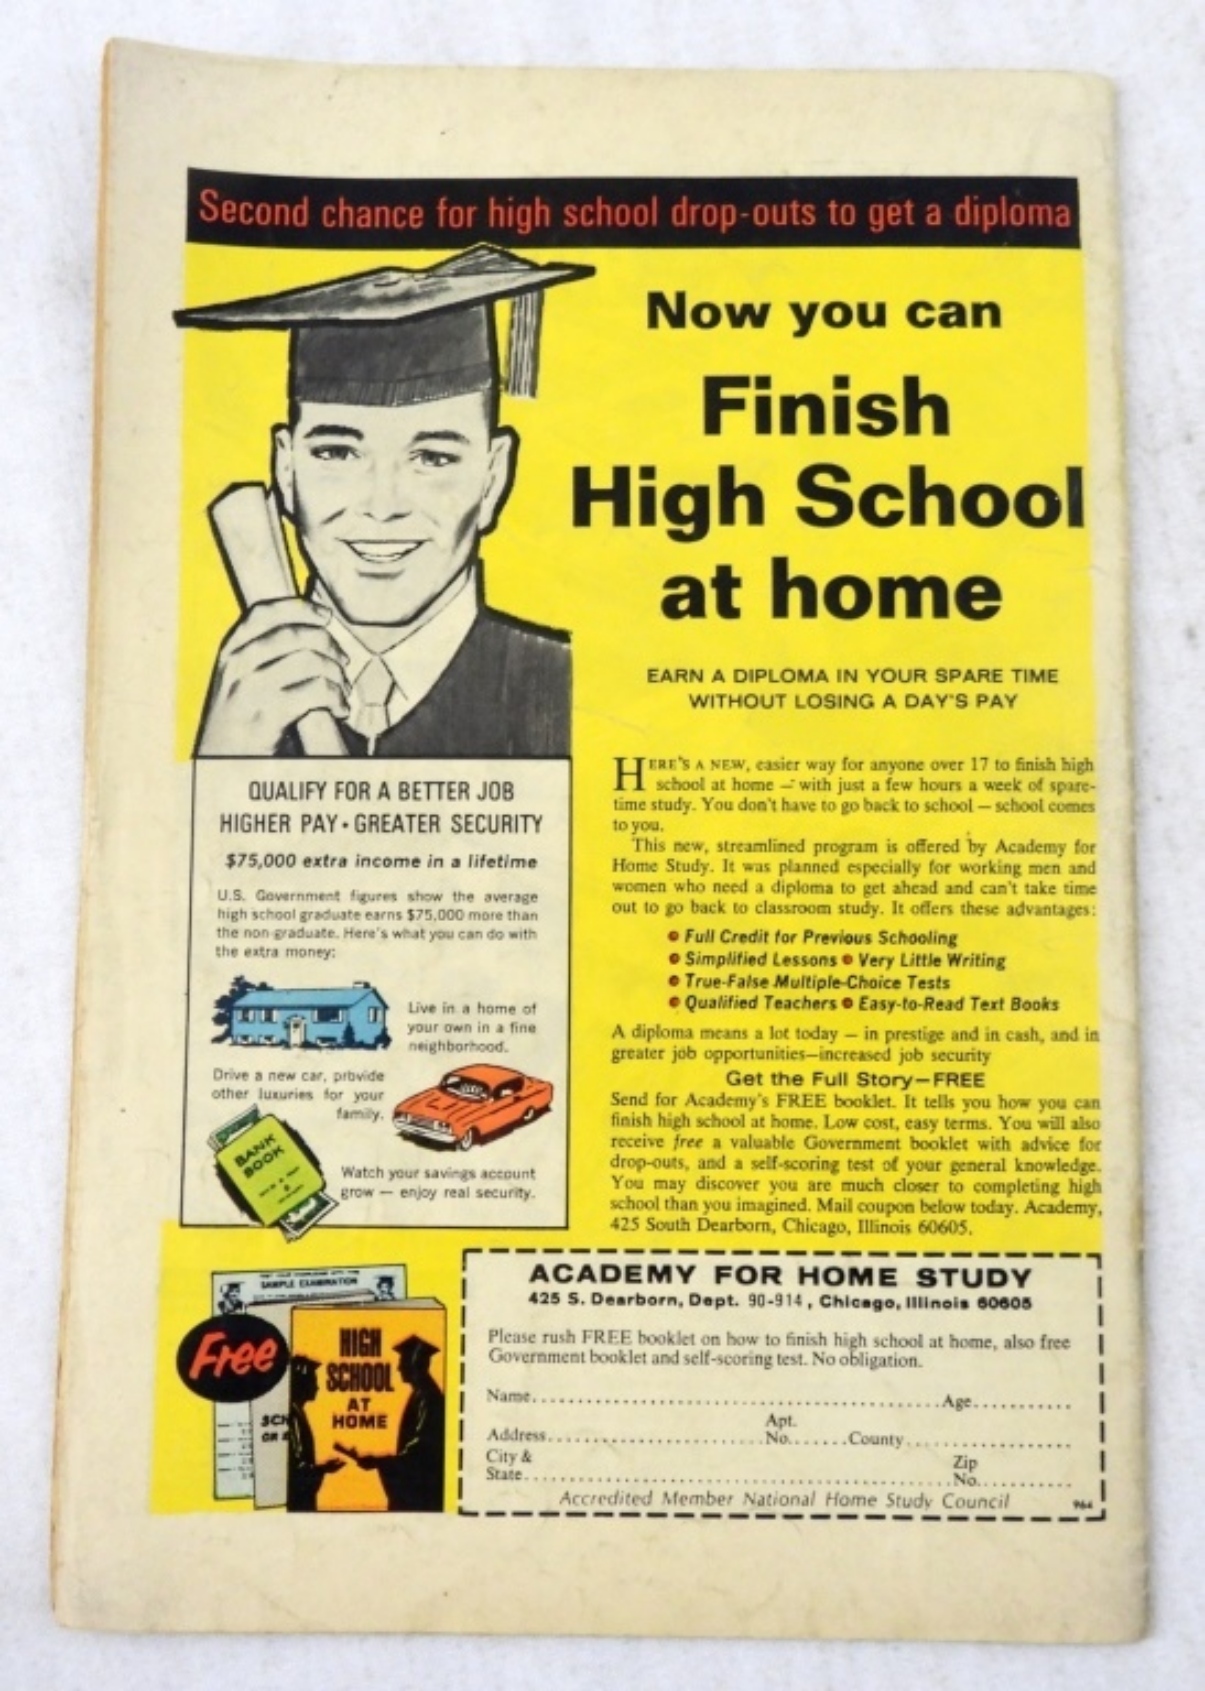 Second chance for high school drop-outs to get a diploma
Now you can
Finish
High School
at home
EARN A DIPLOMA IN YOUR SPARE TIME
WITHOUT LOSING A DAY'S PAY
QUALIFY FOR A BETTER JOB
HIGHER PAY • GREATER SECURITY
$75,000 extra income in a lifetime
U.S. Government figures show the average
high school graduate earns $75,000 more than
the non-graduate. Here's what you can do with
the extra money:
Live in a home of
your own in a fine
neighborhood.
Drive a new car, provide
other luxuries for your
family.
BANK
BOOK
Watch your savings account
grow — enjoy real security.
HERE'S A NEW, easier way for anyone over 17 to finish high
school at home — with just a few hours a week of spare-
time study. You don't have to go back to school — school comes
to you.
This new, streamlined program is offered by Academy for
Home Study. It was planned especially for working men and
women who need a diploma to get ahead and can't take time
out to go back to classroom study. It offers these advantages:
• Full Credit for Previous Schooling
• Simplified Lessons • Very Little Writing
• True-False Multiple-Choice Tests
• Qualified Teachers • Easy-to-Read Text Books
A diploma means a lot today — in prestige and in cash, and in
greater job opportunities—increased job security
Get the Full Story—FREE
Send for Academy's FREE booklet. It tells you how you can
finish high school at home. Low cost, easy terms. You will also
receive free a valuable Government booklet with advice for
drop-outs, and a self-scoring test of your general knowledge.
You may discover you are much closer to completing high
school than you imagined. Mail coupon below today. Academy,
425 South Dearborn, Chicago, Illinois 60605.
SAMPLE EXAMINATION
Free
HIGH
SCHOOL
AT
HOME
SCH
OR
ACADEMY FOR HOME STUDY
425 S. Dearborn, Dept. 90-914, Chicago, Illinois 60605
Please rush FREE booklet on how to finish high school at home, also free
Government booklet and self-scoring test. No obligation.
Name.......... Age..........
Address.......... Apt. No....... County..........
City & State.......... Zip No..........
Accredited Member National Home Study Council 964